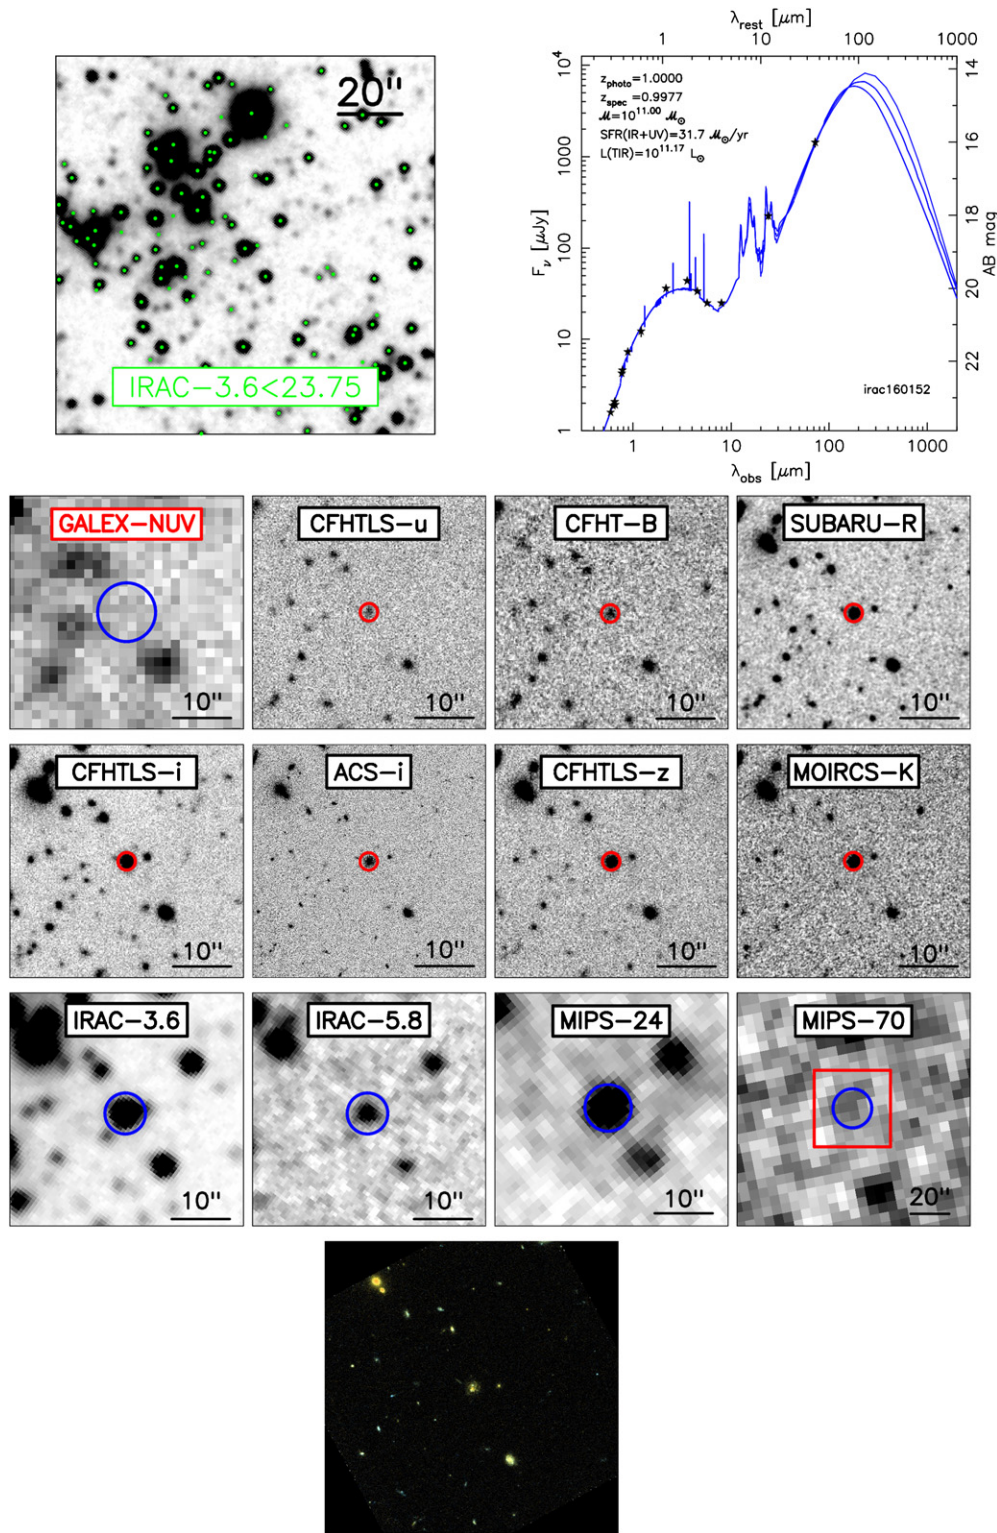 20"
IRAC−3.6<23.75
λrest [μm]
1 10 100 1000
zphoto=1.0000
zspec=0.9977
ℳ=10^11.00 ℳ⊙
SFR(IR+UV)=31.7 ℳ⊙/yr
L(TIR)=10^11.17 L⊙
Fν [μJy]
10^4
1000
100
10
1
14
16
18
20
22
AB mag
irac160152
1 10 100 1000
λobs [μm]
GALEX−NUV
10"
CFHTLS−u
10"
CFHT−B
10"
SUBARU−R
10"
CFHTLS−i
10"
ACS−i
10"
CFHTLS−z
10"
MOIRCS−K
10"
IRAC−3.6
10"
IRAC−5.8
10"
MIPS−24
10"
MIPS−70
20"